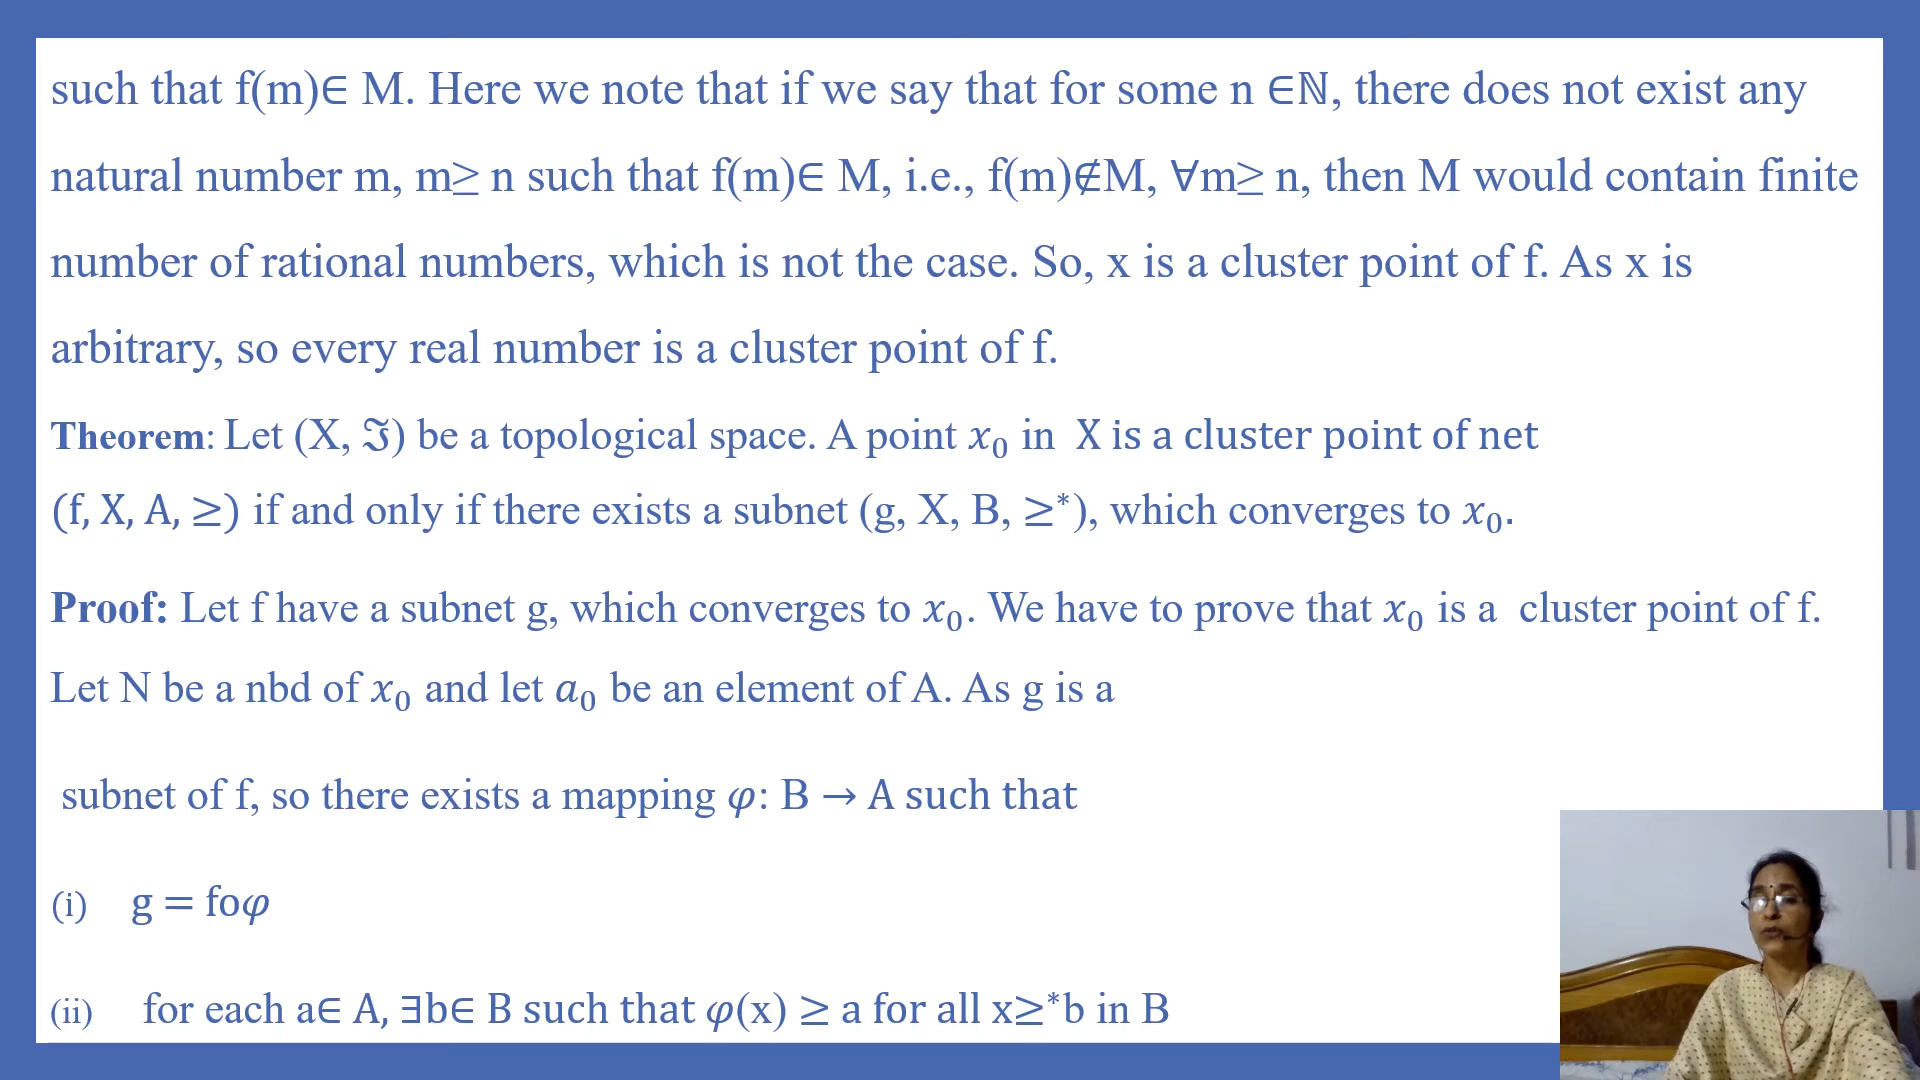 such that f(m)∈ M. Here we note that if we say that for some n ∈ℕ, there does not exist any
natural number m, m≥ n such that f(m)∈ M, i.e., f(m)∉M, ∀m≥ n, then M would contain finite
number of rational numbers, which is not the case. So, x is a cluster point of f. As x is
arbitrary, so every real number is a cluster point of f.
Theorem: Let (X, ℑ) be a topological space. A point x₀ in X is a cluster point of net
(f, X, A, ≥) if and only if there exists a subnet (g, X, B, ≥*), which converges to x₀.
Proof: Let f have a subnet g, which converges to x₀. We have to prove that x₀ is a cluster point of f.
Let N be a nbd of x₀ and let a₀ be an element of A. As g is a
subnet of f, so there exists a mapping φ: B → A such that
(i) g = foφ
(ii) for each a∈ A, ∃b∈ B such that φ(x) ≥ a for all x≥*b in B